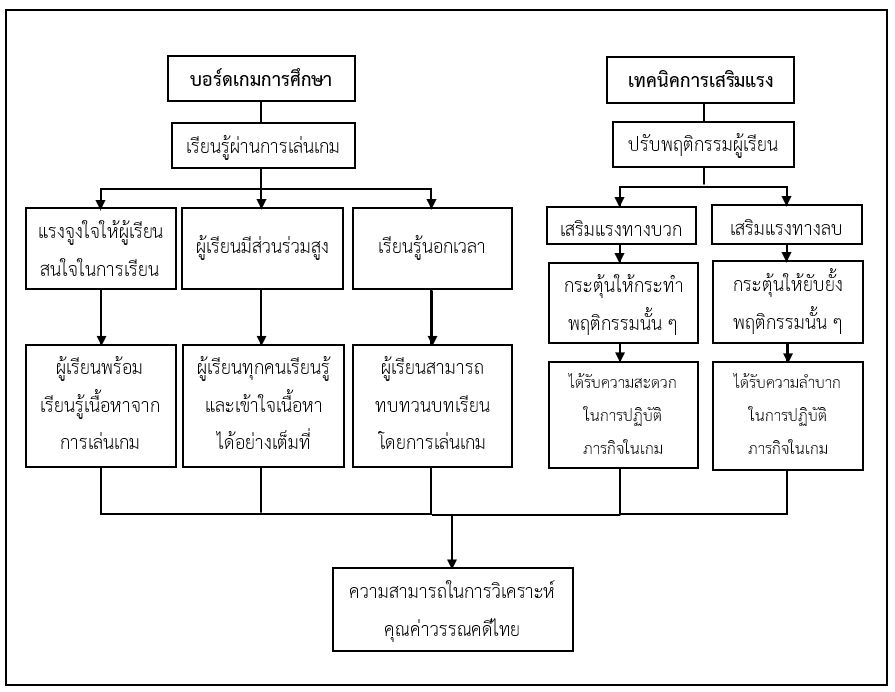 บอร์ดเกมการศึกษา
เรียนรู้ผ่านการเล่นเกม
แรงจูงใจให้ผู้เรียน
สนใจในการเรียน
ผู้เรียนมีส่วนร่วมสูง
เรียนรู้นอกเวลา
ผู้เรียนพร้อม
เรียนรู้เนื้อหาจาก
การเล่นเกม
ผู้เรียนทุกคนเรียนรู้
และเข้าใจเนื้อหา
ได้อย่างเต็มที่
ผู้เรียนสามารถ
ทบทวนบทเรียน
โดยการเล่นเกม
เทคนิคการเสริมแรง
ปรับพฤติกรรมผู้เรียน
เสริมแรงทางบวก
เสริมแรงทางลบ
กระตุ้นให้กระทำ
พฤติกรรมนั้น ๆ
กระตุ้นให้ยับยั้ง
พฤติกรรมนั้น ๆ
ได้รับความสะดวก
ในการปฏิบัติ
ภารกิจในเกม
ได้รับความลำบาก
ในการปฏิบัติ
ภารกิจในเกม
ความสามารถในการวิเคราะห์
คุณค่าวรรณคดีไทย